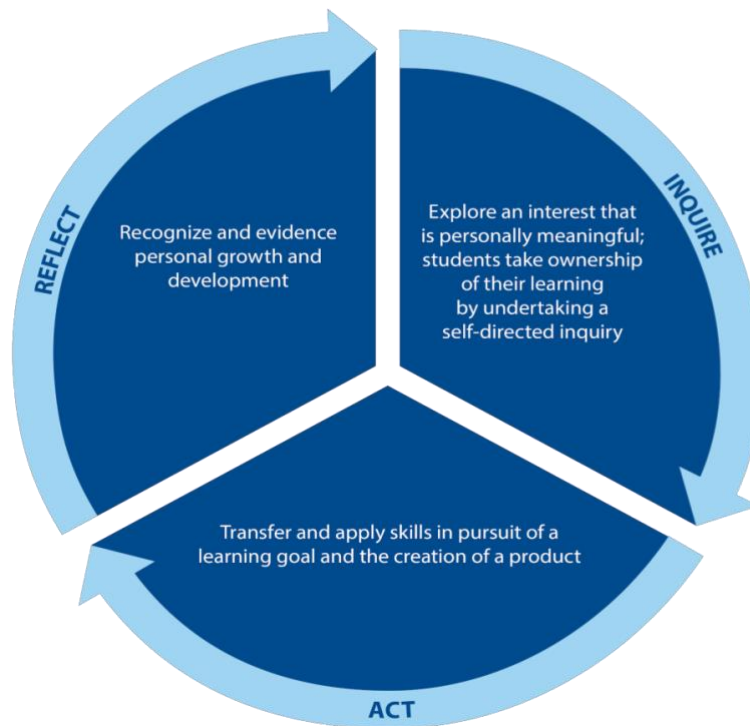 REFLECT
Recognize and evidence
personal growth and
development
INQUIRE
Explore an interest that
is personally meaningful;
students take ownership
of their learning
by undertaking a
self-directed inquiry
Transfer and apply skills in pursuit of a
learning goal and the creation of a product
ACT